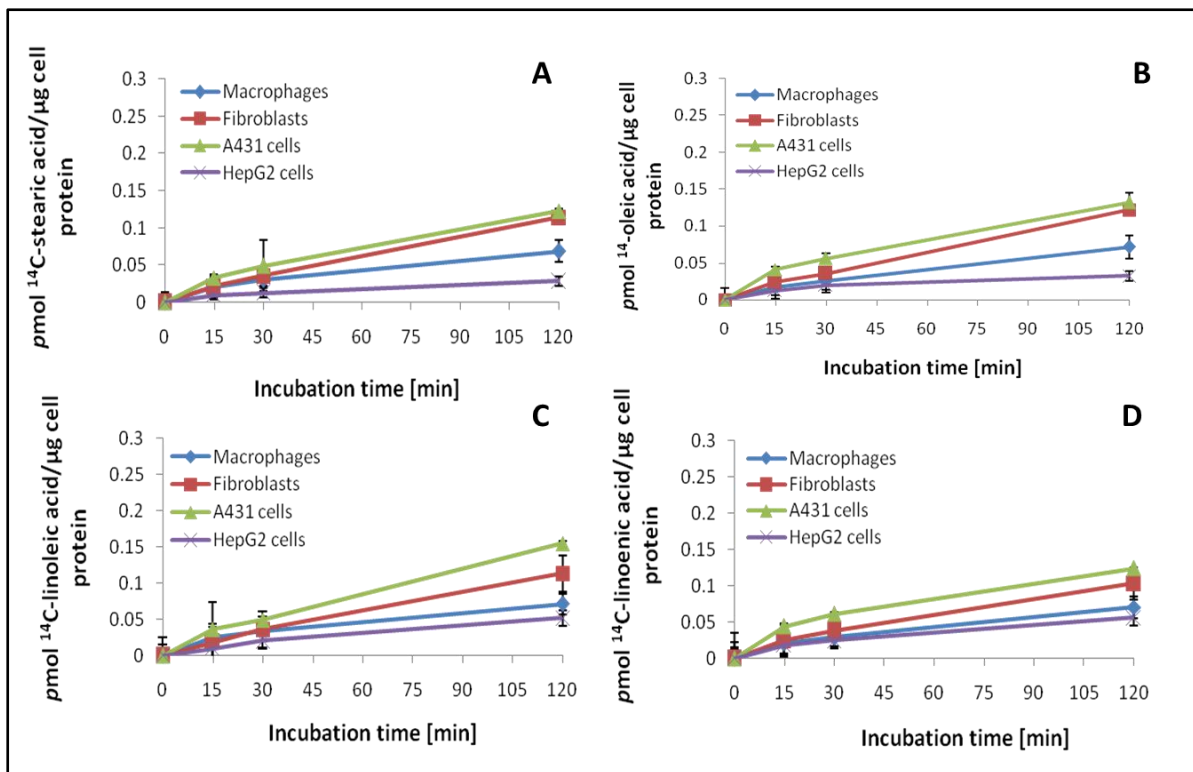 A
pmol ¹⁴C-stearic acid/µg cell
protein
0.3
0.25
0.2
0.15
0.1
0.05
0
Macrophages
Fibroblasts
A431 cells
HepG2 cells
0 15 30 45 60 75 90 105 120
Incubation time [min]
B
pmol ¹⁴-oleic acid/µg cell
protein
0.3
0.25
0.2
0.15
0.1
0.05
0
Macrophages
Fibroblasts
A431 cells
HepG2 cells
0 15 30 45 60 75 90 105 120
Incubation time [min]
C
pmol ¹⁴C-linoleic acid/µg cell
protein
0.3
0.25
0.2
0.15
0.1
0.05
0
Macrophages
Fibroblasts
A431 cells
HepG2 cells
0 15 30 45 60 75 90 105 120
Incubation time [min]
D
pmol ¹⁴C-linoenic acid/µg cell
protein
0.3
0.25
0.2
0.15
0.1
0.05
0
Macrophages
Fibroblasts
A431 cells
HepG2 cells
0 15 30 45 60 75 90 105 120
Incubation time [min]